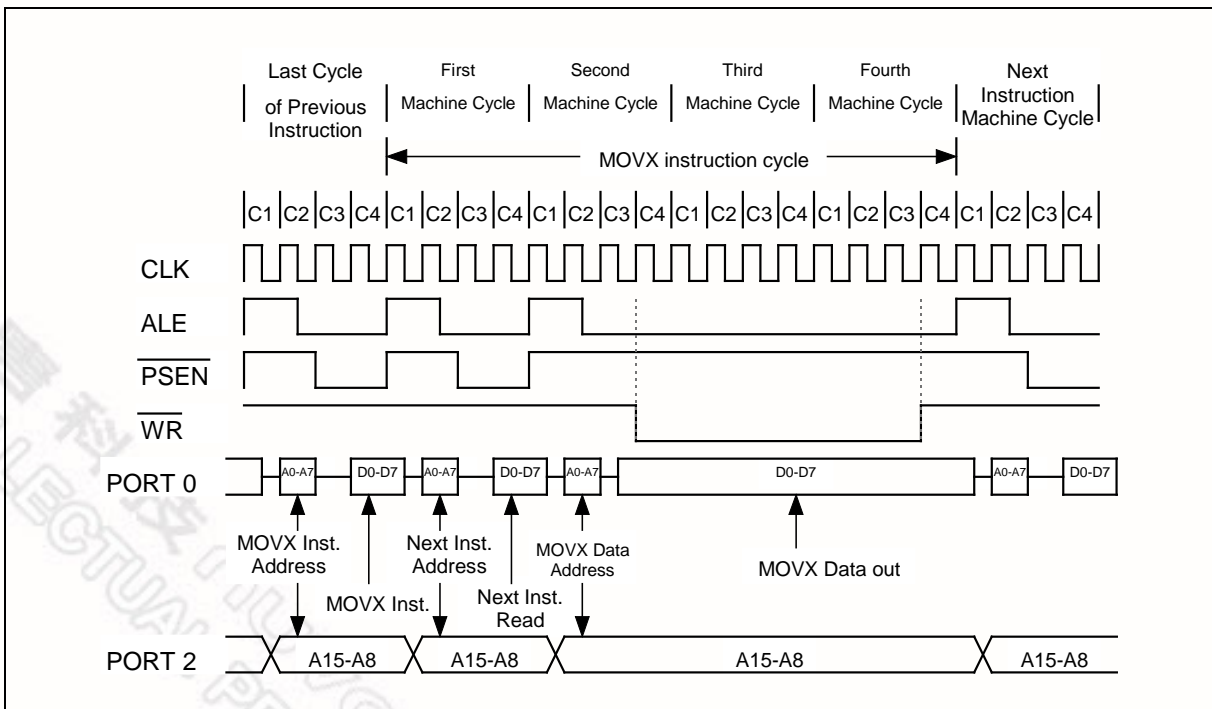 Last Cycle
of Previous
Instruction
First
Machine Cycle
Second
Machine Cycle
Third
Machine Cycle
Fourth
Machine Cycle
Next
Instruction
Machine Cycle
MOVX instruction cycle
C1 C2 C3 C4 C1 C2 C3 C4 C1 C2 C3 C4 C1 C2 C3 C4 C1 C2 C3 C4 C1 C2 C3 C4
CLK
ALE
PSEN
WR
PORT 0
A0-A7 D0-D7 A0-A7 D0-D7 A0-A7 D0-D7 A0-A7 D0-D7
MOVX Inst.
Address
MOVX Inst.
Next Inst.
Address
Next Inst.
Read
MOVX Data
Address
MOVX Data out
PORT 2
A15-A8 A15-A8 A15-A8 A15-A8